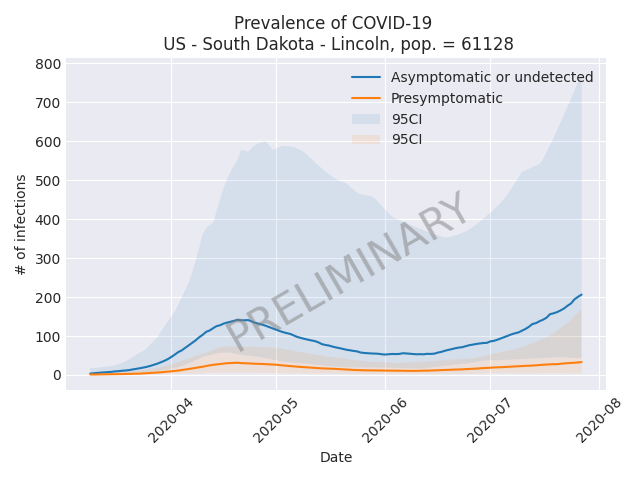 Prevalence of COVID-19
US - South Dakota - Lincoln, pop. = 61128
800
700
600
500
400
300
200
100
0
# of infections
Asymptomatic or undetected
Presymptomatic
95CI
95CI
PRELIMINARY
2020-04
2020-05
2020-06
2020-07
2020-08
Date